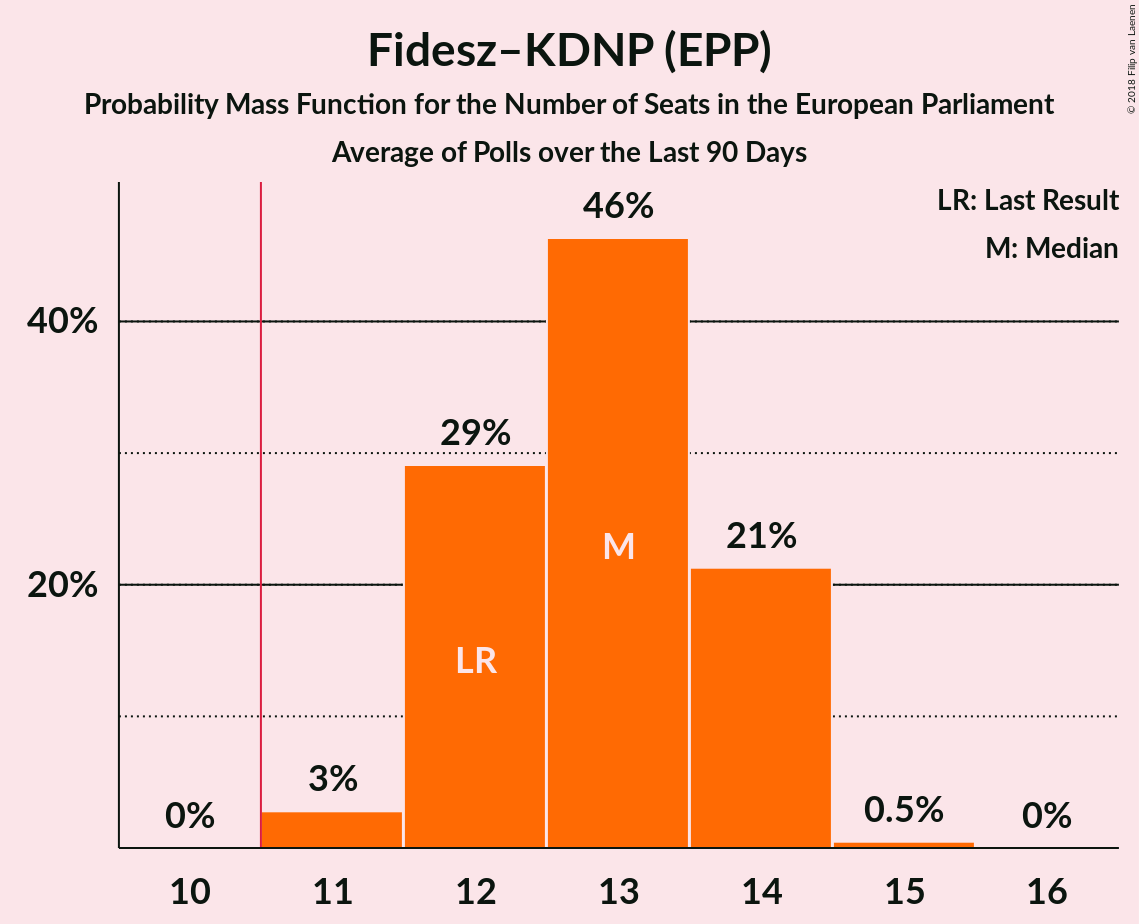 Fidesz–KDNP (EPP)
Probability Mass Function for the Number of Seats in the European Parliament
Average of Polls over the Last 90 Days
© 2018 Filip van Laenen
LR: Last Result
M: Median
46%
40%
29%
M
21%
20%
LR
3%
0%
0.5%
0%
10 11 12 13 14 15 16